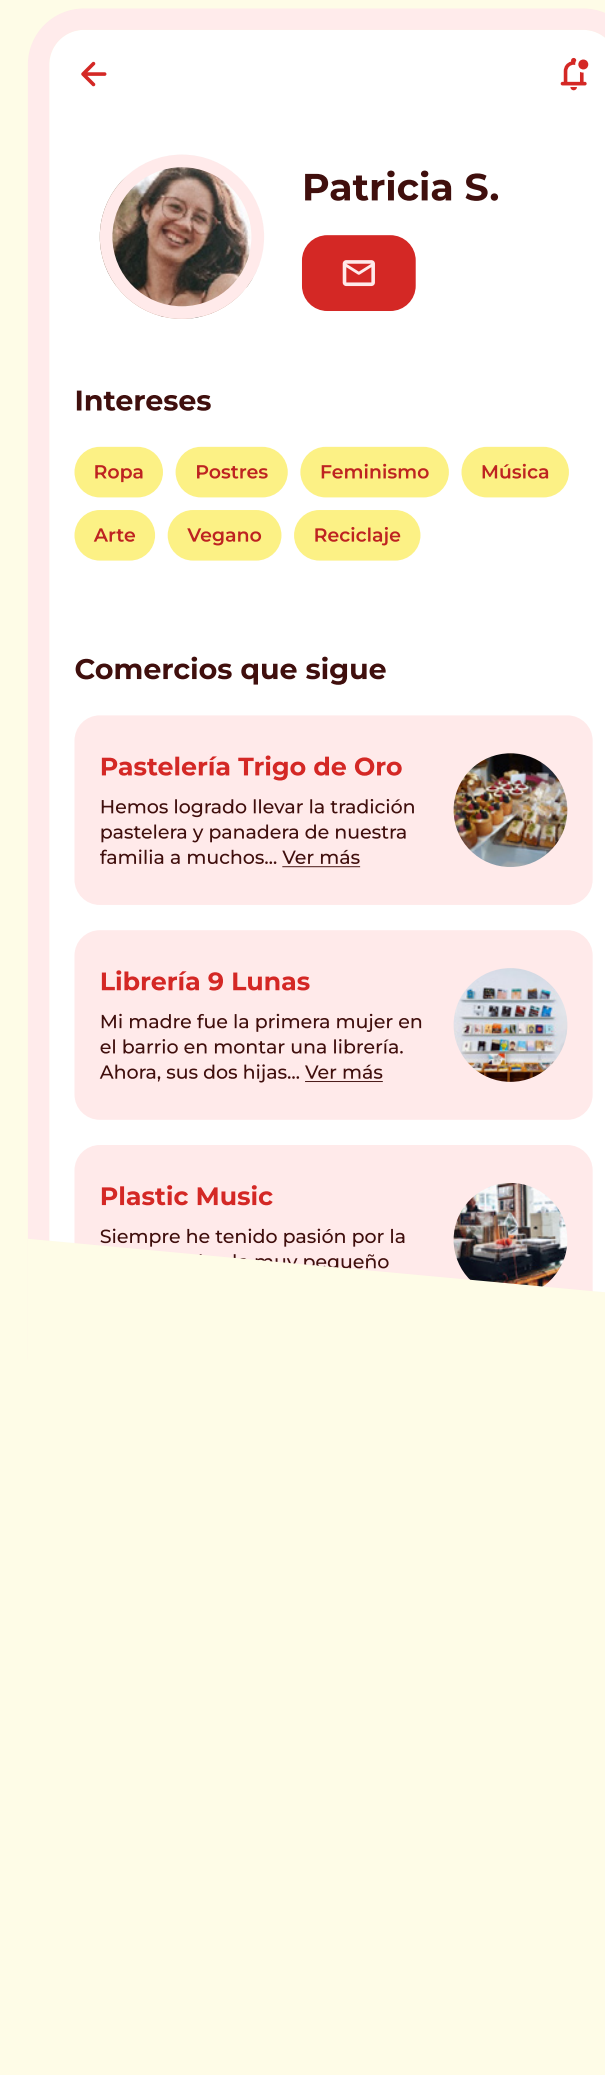 Patricia S.
Intereses
Ropa
Postres
Feminismo
Música
Arte
Vegano
Reciclaje
Comercios que sigue
Pastelería Trigo de Oro
Hemos logrado llevar la tradición
pastelera y panadera de nuestra
familia a muchos... Ver más
Librería 9 Lunas
Mi madre fue la primera mujer en
el barrio en montar una librería.
Ahora, sus dos hijas... Ver más
Plastic Music
Siempre he tenido pasión por la
muy pequeño